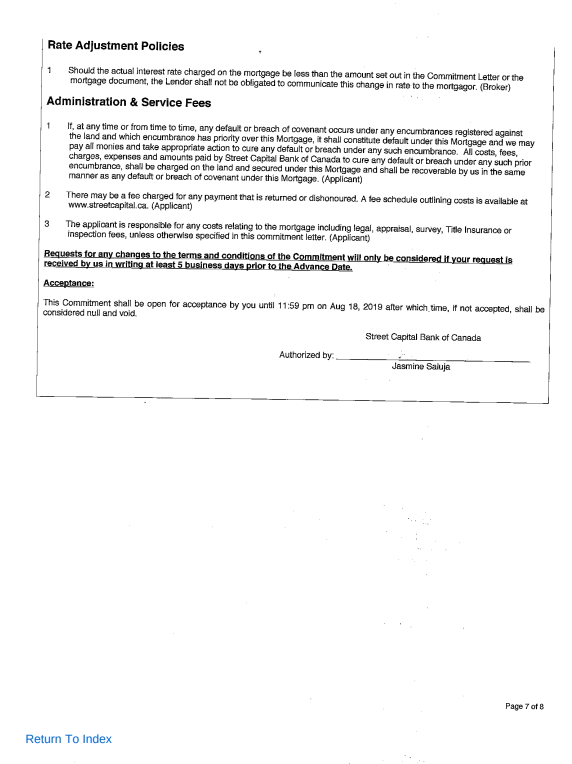 Rate Adjustment Policies
1 Should the actual interest rate charged on the mortgage be less than the amount set out in the Commitment Letter or the
mortgage document, the Lender shall not be obligated to communicate this change in rate to the mortgagor. (Broker)
Administration & Service Fees
1 If, at any time or from time to time, any default or breach of covenant occurs under any encumbrances registered against
the land and which encumbrance has priority over this Mortgage, it shall constitute default under this Mortgage and we may
pay all monies and take appropriate action to cure any default or breach under any such encumbrance. All costs, fees,
charges, expenses and amounts paid by Street Capital Bank of Canada to cure any default or breach under any such prior
encumbrance, shall be charged on the land and secured under this Mortgage and shall be recoverable by us in the same
manner as any default or breach of covenant under this Mortgage. (Applicant)
2 There may be a fee charged for any payment that is returned or dishonoured. A fee schedule outlining costs is available at
www.streetcapital.ca. (Applicant)
3 The applicant is responsible for any costs relating to the mortgage including legal, appraisal, survey, Title Insurance or
inspection fees, unless otherwise specified in this commitment letter. (Applicant)
Requests for any changes to the terms and conditions of the Commitment will only be considered if your request is
received by us in writing at least 5 business days prior to the Advance Date.
Acceptance:
This Commitment shall be open for acceptance by you until 11:59 pm on Aug 18, 2019 after which time, if not accepted, shall be
considered null and void.
Street Capital Bank of Canada
Authorized by:
Jasmine Saluja
Page 7 of 8
Return To Index